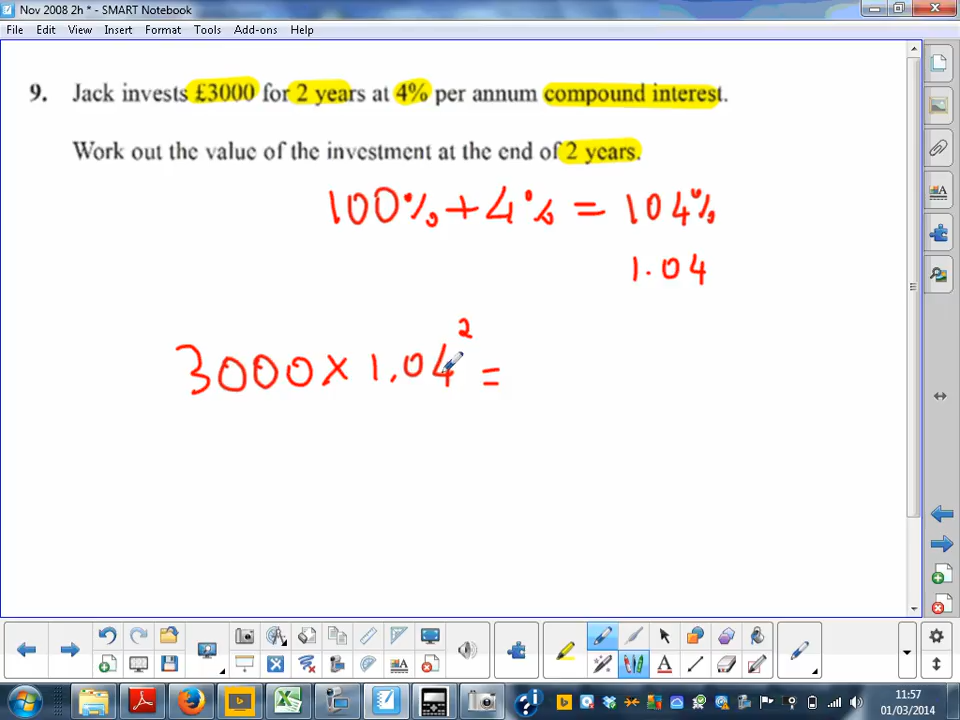 Nov 2008 2h * - SMART Notebook
File Edit View Insert Format Tools Add-ons Help
9. Jack invests £3000 for 2 years at 4% per annum compound interest.
Work out the value of the investment at the end of 2 years.
100% + 4% = 104%
1.04
3000 × 1.04² =
11:57
01/03/2014